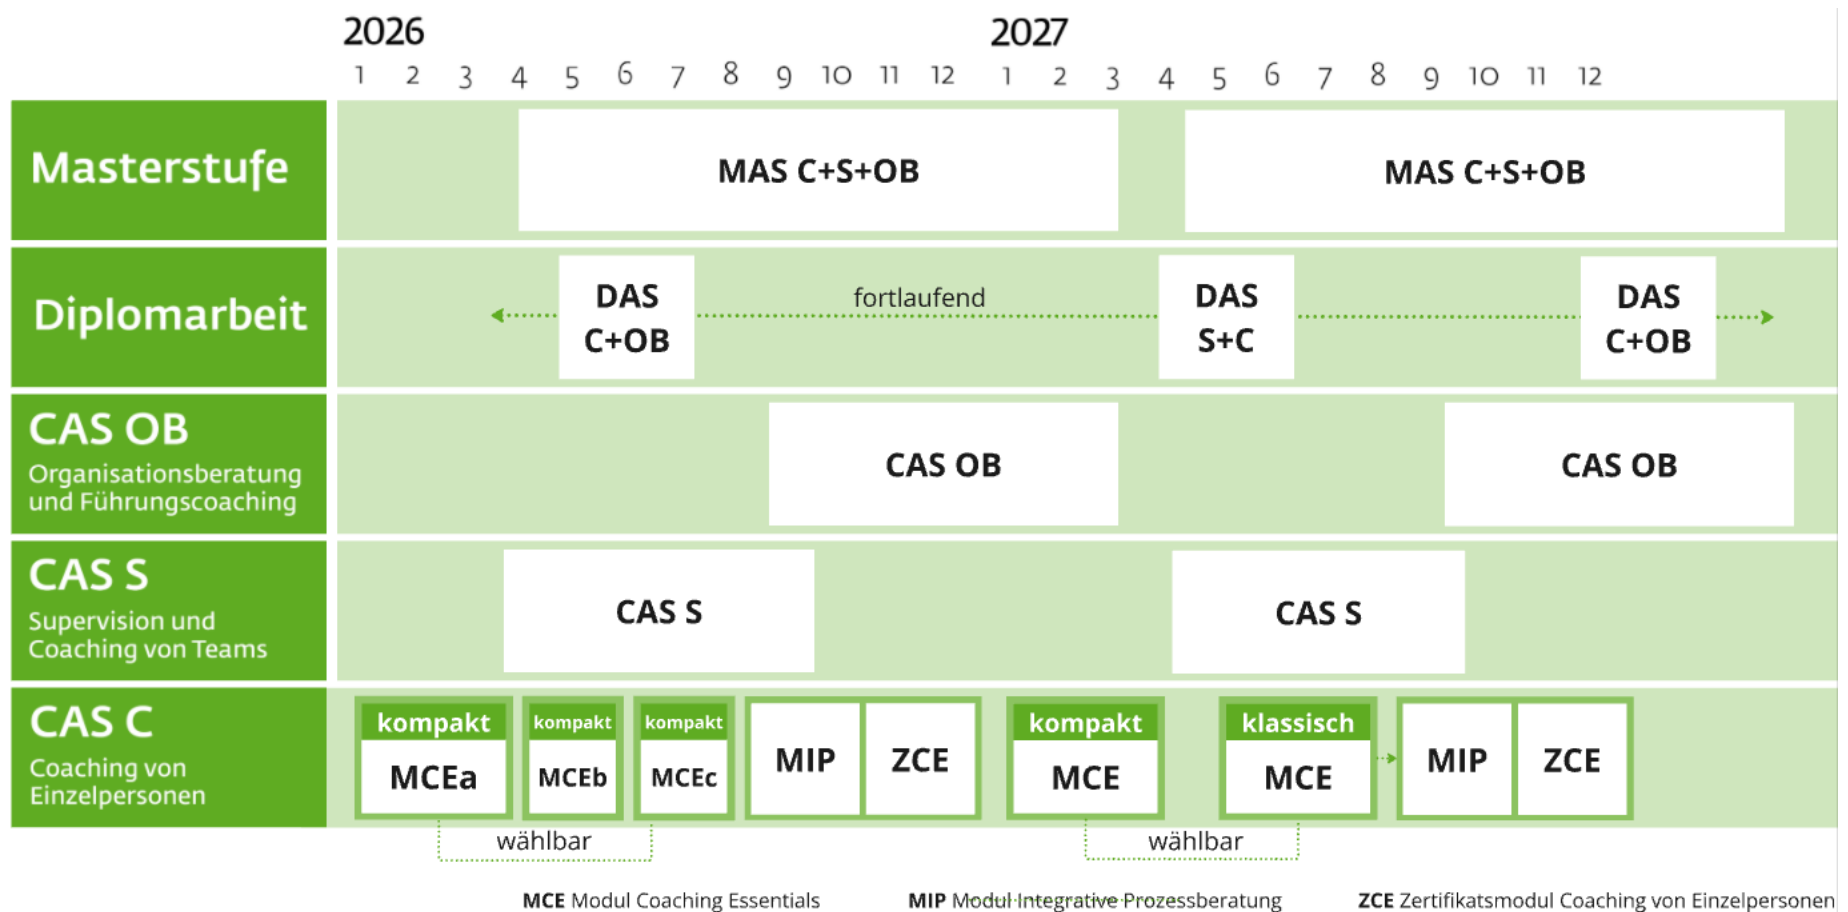 2026 2027
1 2 3 4 5 6 7 8 9 10 11 12 1 2 3 4 5 6 7 8 9 10 11 12
Masterstufe
MAS C+S+OB
MAS C+S+OB
Diplomarbeit
DAS
C+OB
fortlaufend
DAS
S+C
DAS
C+OB
CAS OB
Organisationsberatung
und Führungscoaching
CAS OB
CAS OB
CAS S
Supervision und
Coaching von Teams
CAS S
CAS S
CAS C
Coaching von
Einzelpersonen
kompakt
MCEa
kompakt
MCEb
kompakt
MCEc
MIP
ZCE
kompakt
MCE
klassisch
MCE
MIP
ZCE
wählbar
wählbar
MCE Modul Coaching Essentials
MIP Modul Integrative Prozessberatung
ZCE Zertifikatsmodul Coaching von Einzelpersonen